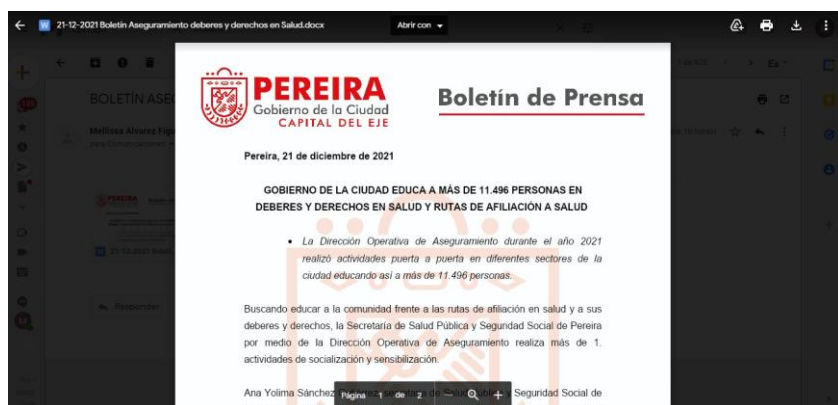 21-12-2021 Boletín Aseguramiento deberes y derechos en Salud.docx
Abrir con
BOLETÍN ASE
Mellissa Alvarez Figu
para Comunicaciones
Responder
PEREIRA
Gobierno de la Ciudad
CAPITAL DEL EJE
Boletín de Prensa
Pereira, 21 de diciembre de 2021
GOBIERNO DE LA CIUDAD EDUCA A MÁS DE 11.496 PERSONAS EN
DEBERES Y DERECHOS EN SALUD Y RUTAS DE AFILIACIÓN A SALUD
• La Dirección Operativa de Aseguramiento durante el año 2021
realizó actividades puerta a puerta en diferentes sectores de la
ciudad educando así a más de 11.496 personas.
Buscando educar a la comunidad frente a las rutas de afiliación en salud y a sus
deberes y derechos, la Secretaría de Salud Pública y Seguridad Social de Pereira
por medio de la Dirección Operativa de Aseguramiento realiza más de 1.
actividades de socialización y sensibilización.
Ana Yolima Sánchez Seguridad Social de
Página 1 de 2